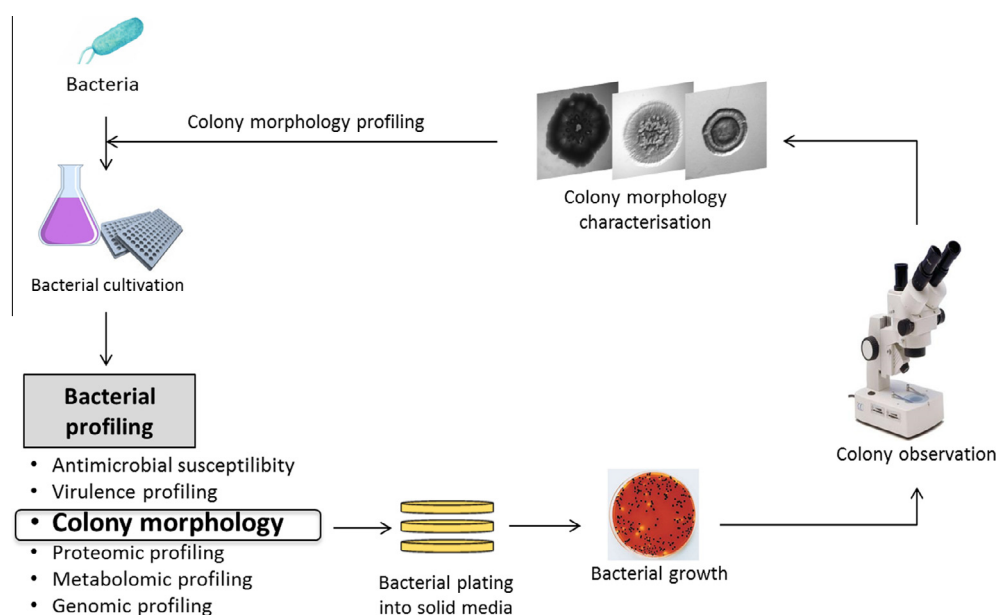 Bacteria
Colony morphology profiling
Colony morphology
characterisation
Bacterial cultivation
Bacterial
profiling
• Antimicrobial susceptilibity
• Virulence profiling
• Colony morphology
• Proteomic profiling
• Metabolomic profiling
• Genomic profiling
Bacterial plating
into solid media
Bacterial growth
Colony observation